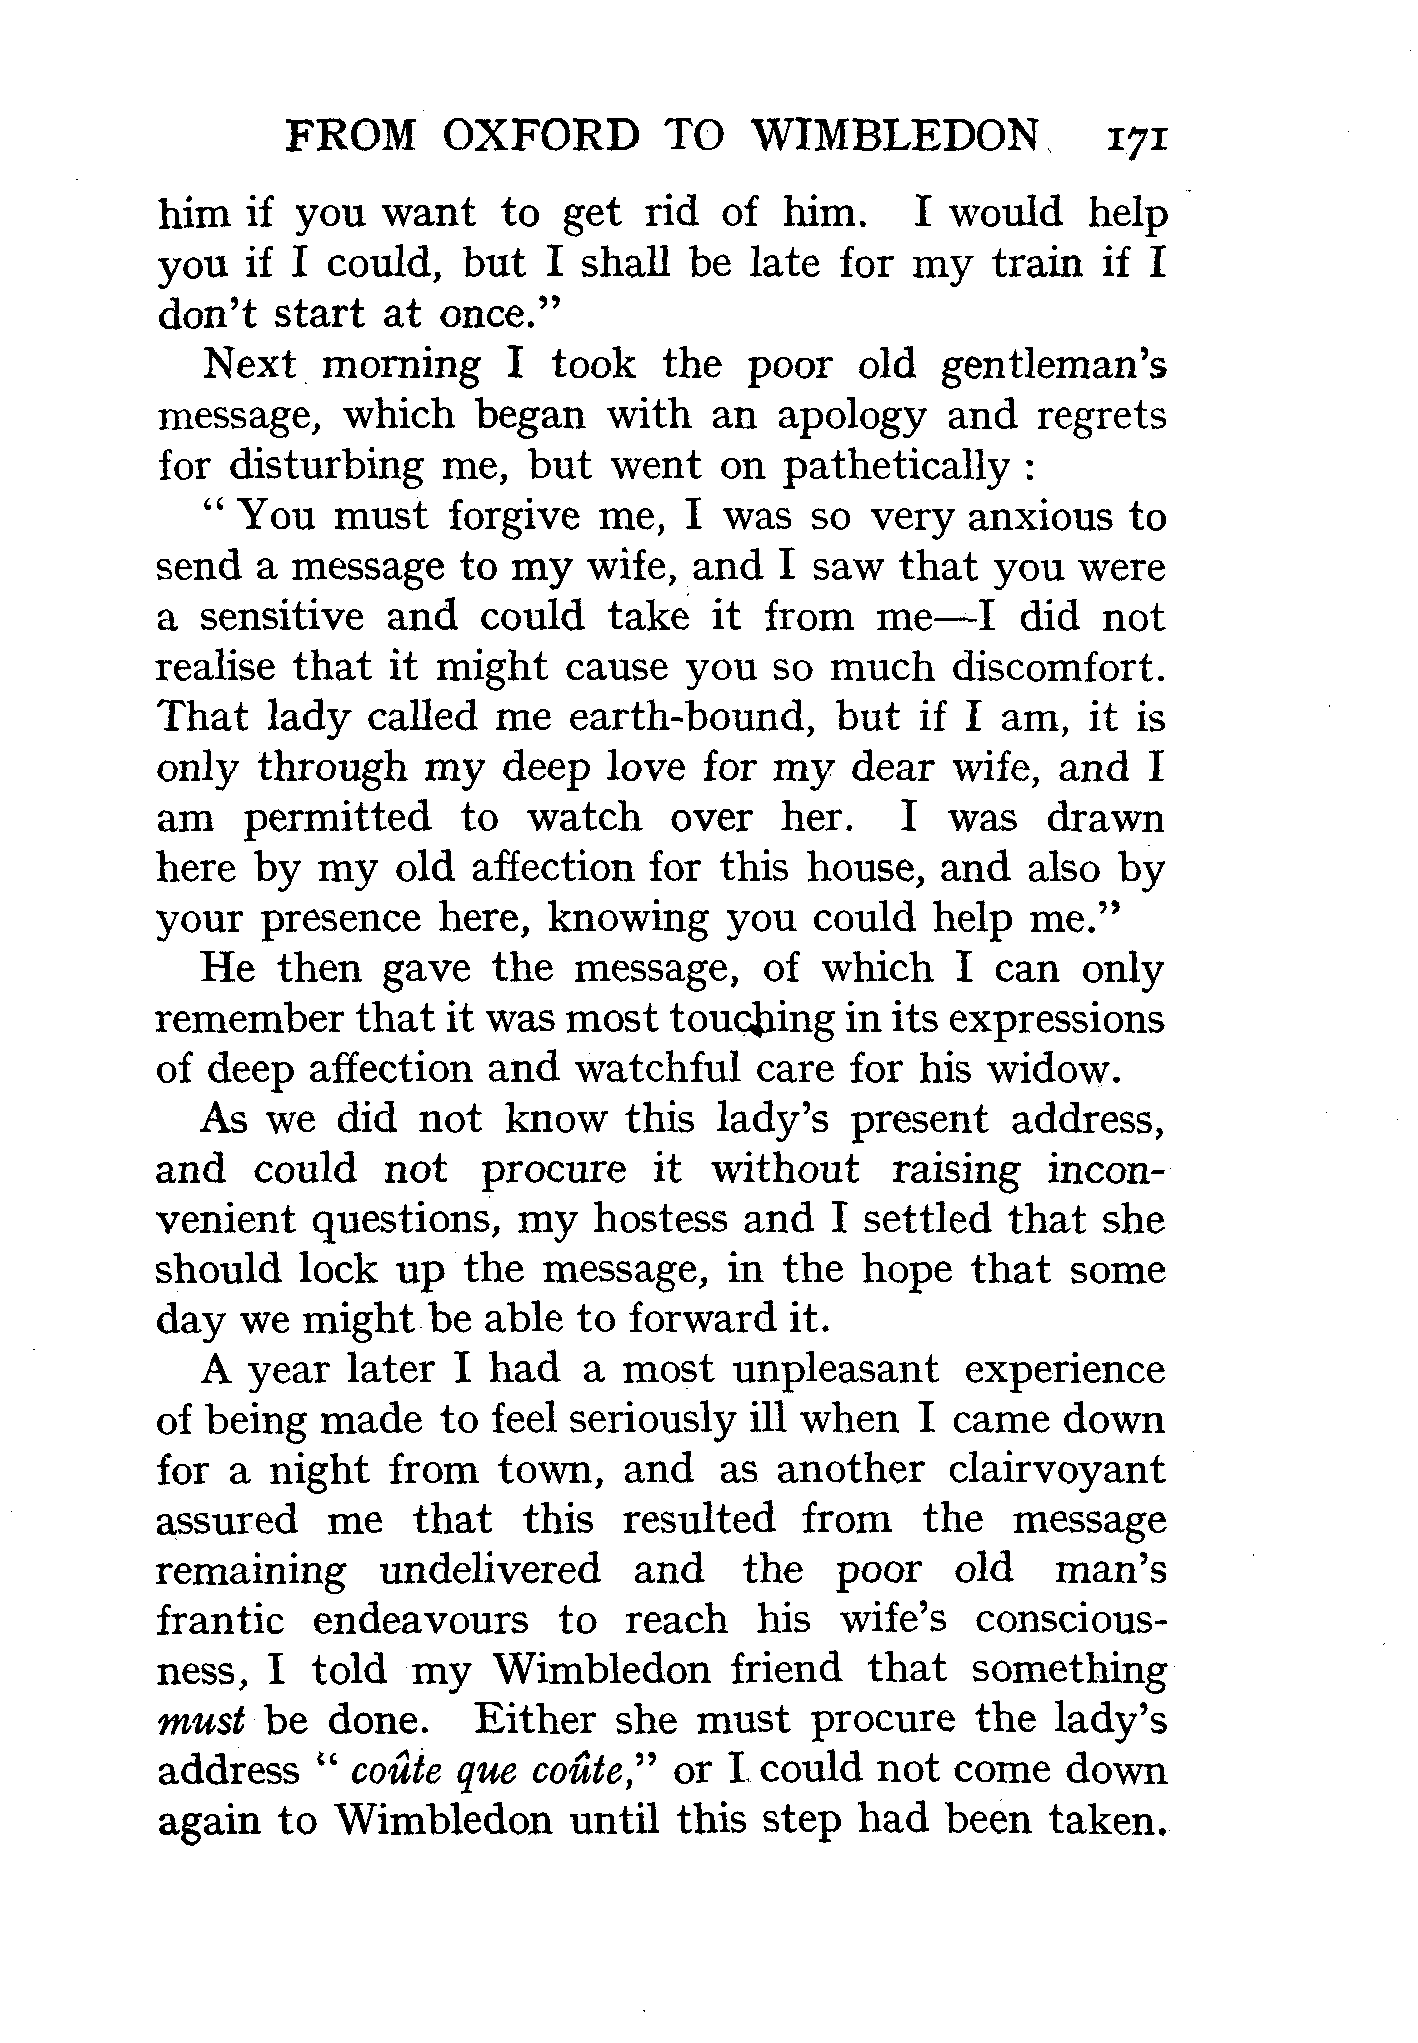 FROM OXFORD TO WIMBLEDON 171
him if you want to get rid of him. I would help
you if I could, but I shall be late for my train if I
don't start at once."
Next morning I took the poor old gentleman's
message, which began with an apology and regrets
for disturbing me, but went on pathetically :
" You must forgive me, I was so very anxious to
send a message to my wife, and I saw that you were
a sensitive and could take it from me—I did not
realise that it might cause you so much discomfort.
That lady called me earth-bound, but if I am, it is
only through my deep love for my dear wife, and I
am permitted to watch over her. I was drawn
here by my old affection for this house, and also by
your presence here, knowing you could help me."
He then gave the message, of which I can only
remember that it was most touching in its expressions
of deep affection and watchful care for his widow.
As we did not know this lady's present address,
and could not procure it without raising incon-
venient questions, my hostess and I settled that she
should lock up the message, in the hope that some
day we might be able to forward it.
A year later I had a most unpleasant experience
of being made to feel seriously ill when I came down
for a night from town, and as another clairvoyant
assured me that this resulted from the message
remaining undelivered and the poor old man's
frantic endeavours to reach his wife's conscious-
ness, I told my Wimbledon friend that something
must be done. Either she must procure the lady's
address " coûte que coûte," or I could not come down
again to Wimbledon until this step had been taken.